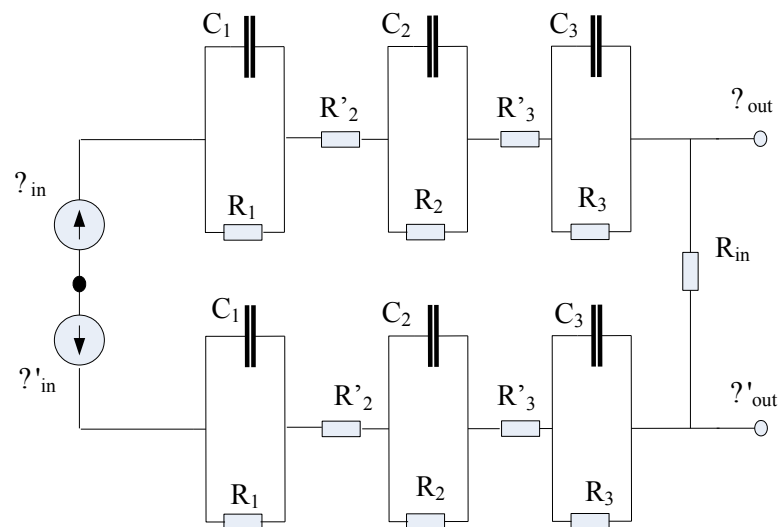 C1 C2 C3
R'2 R'3 ?out
?in R1 R2 R3
Rin
C1 C2 C3
?'in R'2 R'3 ?'out
R1 R2 R3